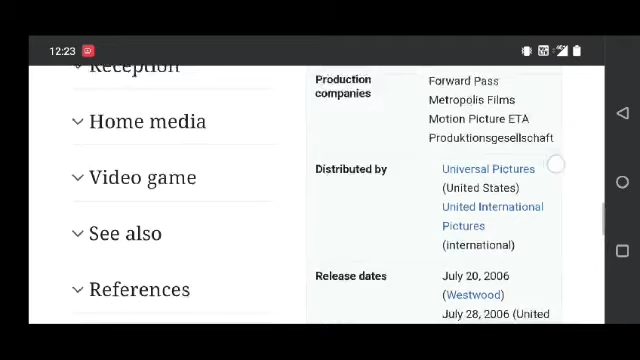 12:23
Reception
Home media
Video game
See also
References
Production
companies
Forward Pass
Metropolis Films
Motion Picture ETA
Produktionsgesellschaft
Distributed by
Universal Pictures
(United States)
United International
Pictures
(international)
Release dates
July 20, 2006
(Westwood)
July 28, 2006 (United